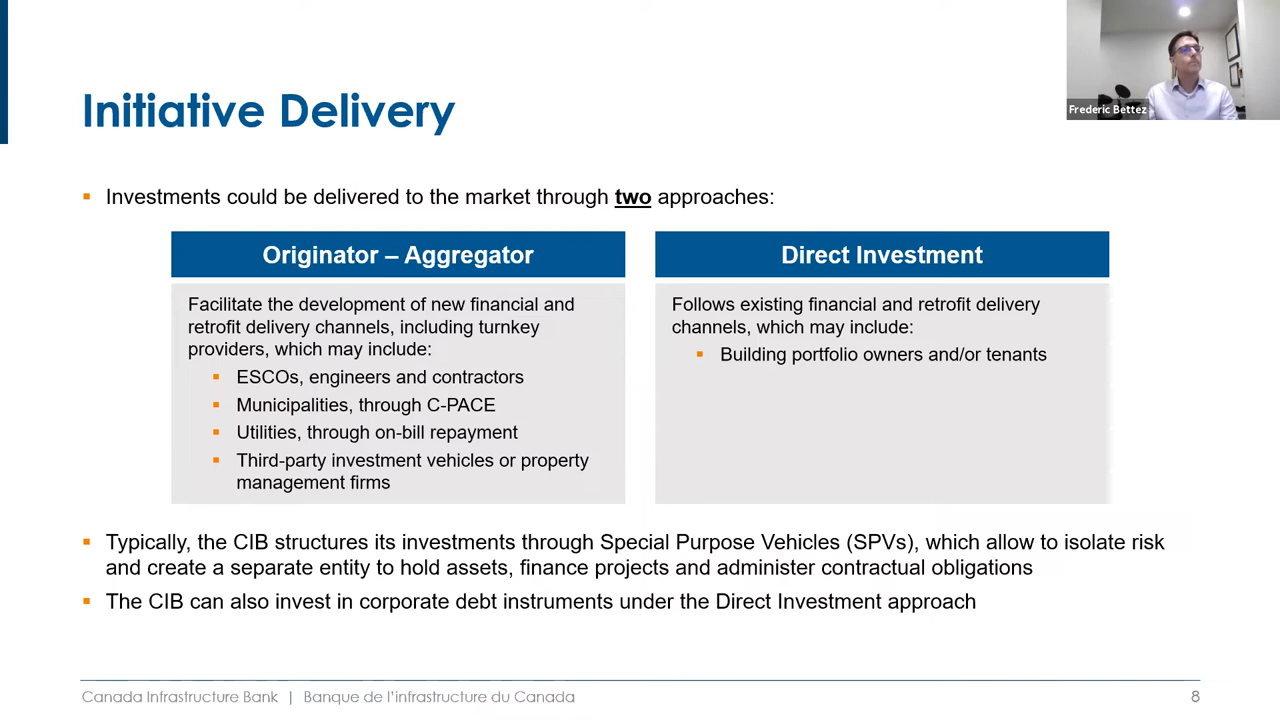 Frederic Bettez
Initiative Delivery
▪ Investments could be delivered to the market through two approaches:
Originator – Aggregator
Facilitate the development of new financial and
retrofit delivery channels, including turnkey
providers, which may include:
▪ ESCOs, engineers and contractors
▪ Municipalities, through C-PACE
▪ Utilities, through on-bill repayment
▪ Third-party investment vehicles or property
management firms
Direct Investment
Follows existing financial and retrofit delivery
channels, which may include:
▪ Building portfolio owners and/or tenants
▪ Typically, the CIB structures its investments through Special Purpose Vehicles (SPVs), which allow to isolate risk
and create a separate entity to hold assets, finance projects and administer contractual obligations
▪ The CIB can also invest in corporate debt instruments under the Direct Investment approach
Canada Infrastructure Bank | Banque de l’infrastructure du Canada
8